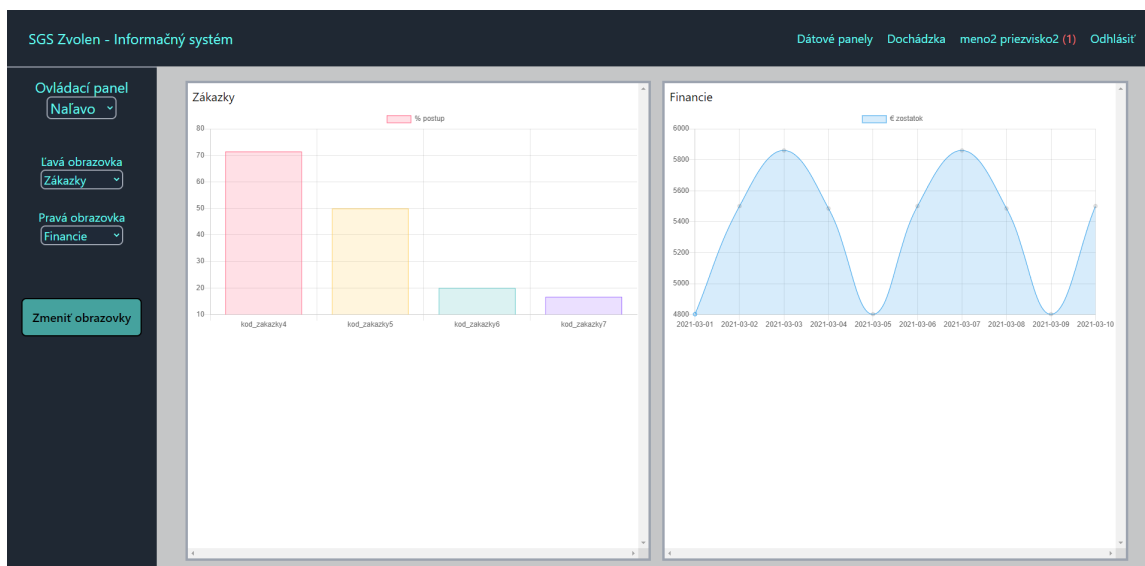 SGS Zvolen - Informačný systém
Dátové panely Dochádzka meno2 priezvisko2 (1) Odhlásiť
Ovládací panel
Naľavo
Ľavá obrazovka
Zákazky
Pravá obrazovka
Financie
Zmeniť obrazovky
Zákazky
% postup
80
70
60
50
40
30
20
10
kod_zakazky4 kod_zakazky5 kod_zakazky6 kod_zakazky7
Financie
€ zostatok
6000
5800
5600
5400
5200
5000
4800
2021-03-01 2021-03-02 2021-03-03 2021-03-04 2021-03-05 2021-03-06 2021-03-07 2021-03-08 2021-03-09 2021-03-10